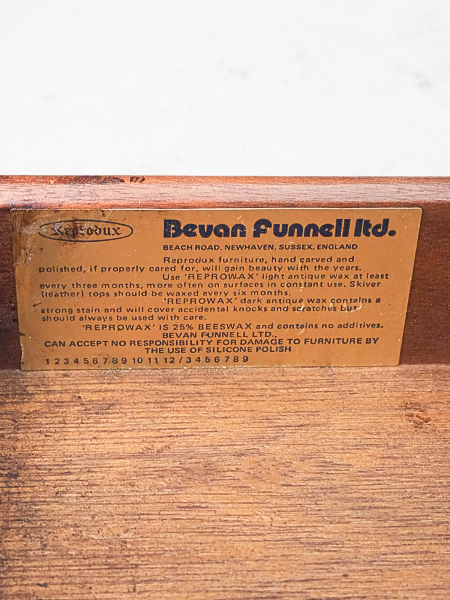 Reprodux
Bevan Funnell ltd.
BEACH ROAD, NEWHAVEN, SUSSEX, ENGLAND
Reprodux furniture, hand carved and
polished, if properly cared for, will gain beauty with the years.
Use 'REPROWAX' light antique wax at least
every three months, more often on surfaces in constant use. Skiver
(leather) tops should be waxed every six months.
'REPROWAX' dark antique wax contains a
strong stain and will cover accidental knocks and scratches but
should always be used with care.
'REPROWAX' IS 25% BEESWAX and contains no additives.
BEVAN FUNNELL LTD.,
CAN ACCEPT NO RESPONSIBILITY FOR DAMAGE TO FURNITURE BY
THE USE OF SILICONE POLISH
1 2 3 4 5 6 7 8 9 10 11 12 / 3 4 5 6 7 8 9